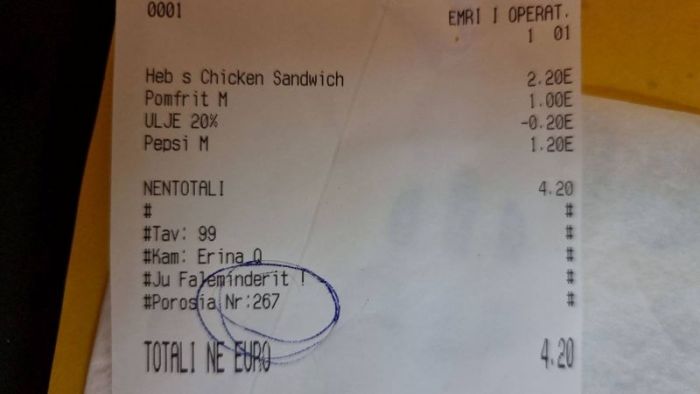 0001 EMRI I OPERAT.
1 01
Heb s Chicken Sandwich 2.20E
Pomfrit M 1.00E
ULJE 20% -0.20E
Pepsi M 1.20E
NENTOTALI 4.20
# #
#Tav: 99 #
#Kam: Erina Q #
#Ju Faleminderit ! #
#Porosia Nr:267 #
TOTALI NE EURO 4.20